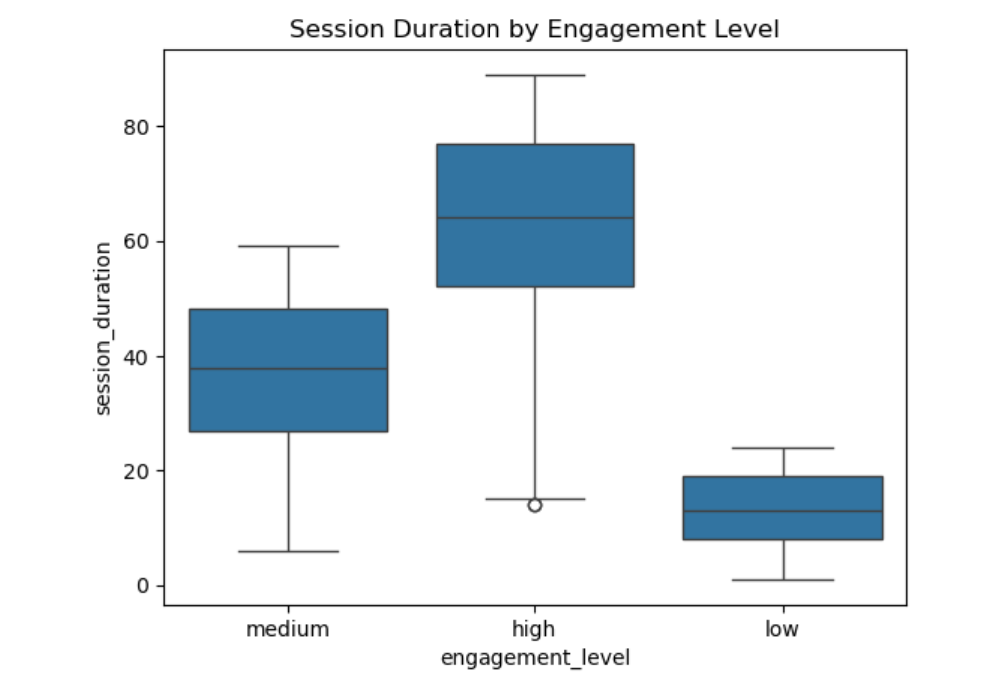 Session Duration by Engagement Level
80
60
40
20
0
session_duration
medium high low
engagement_level